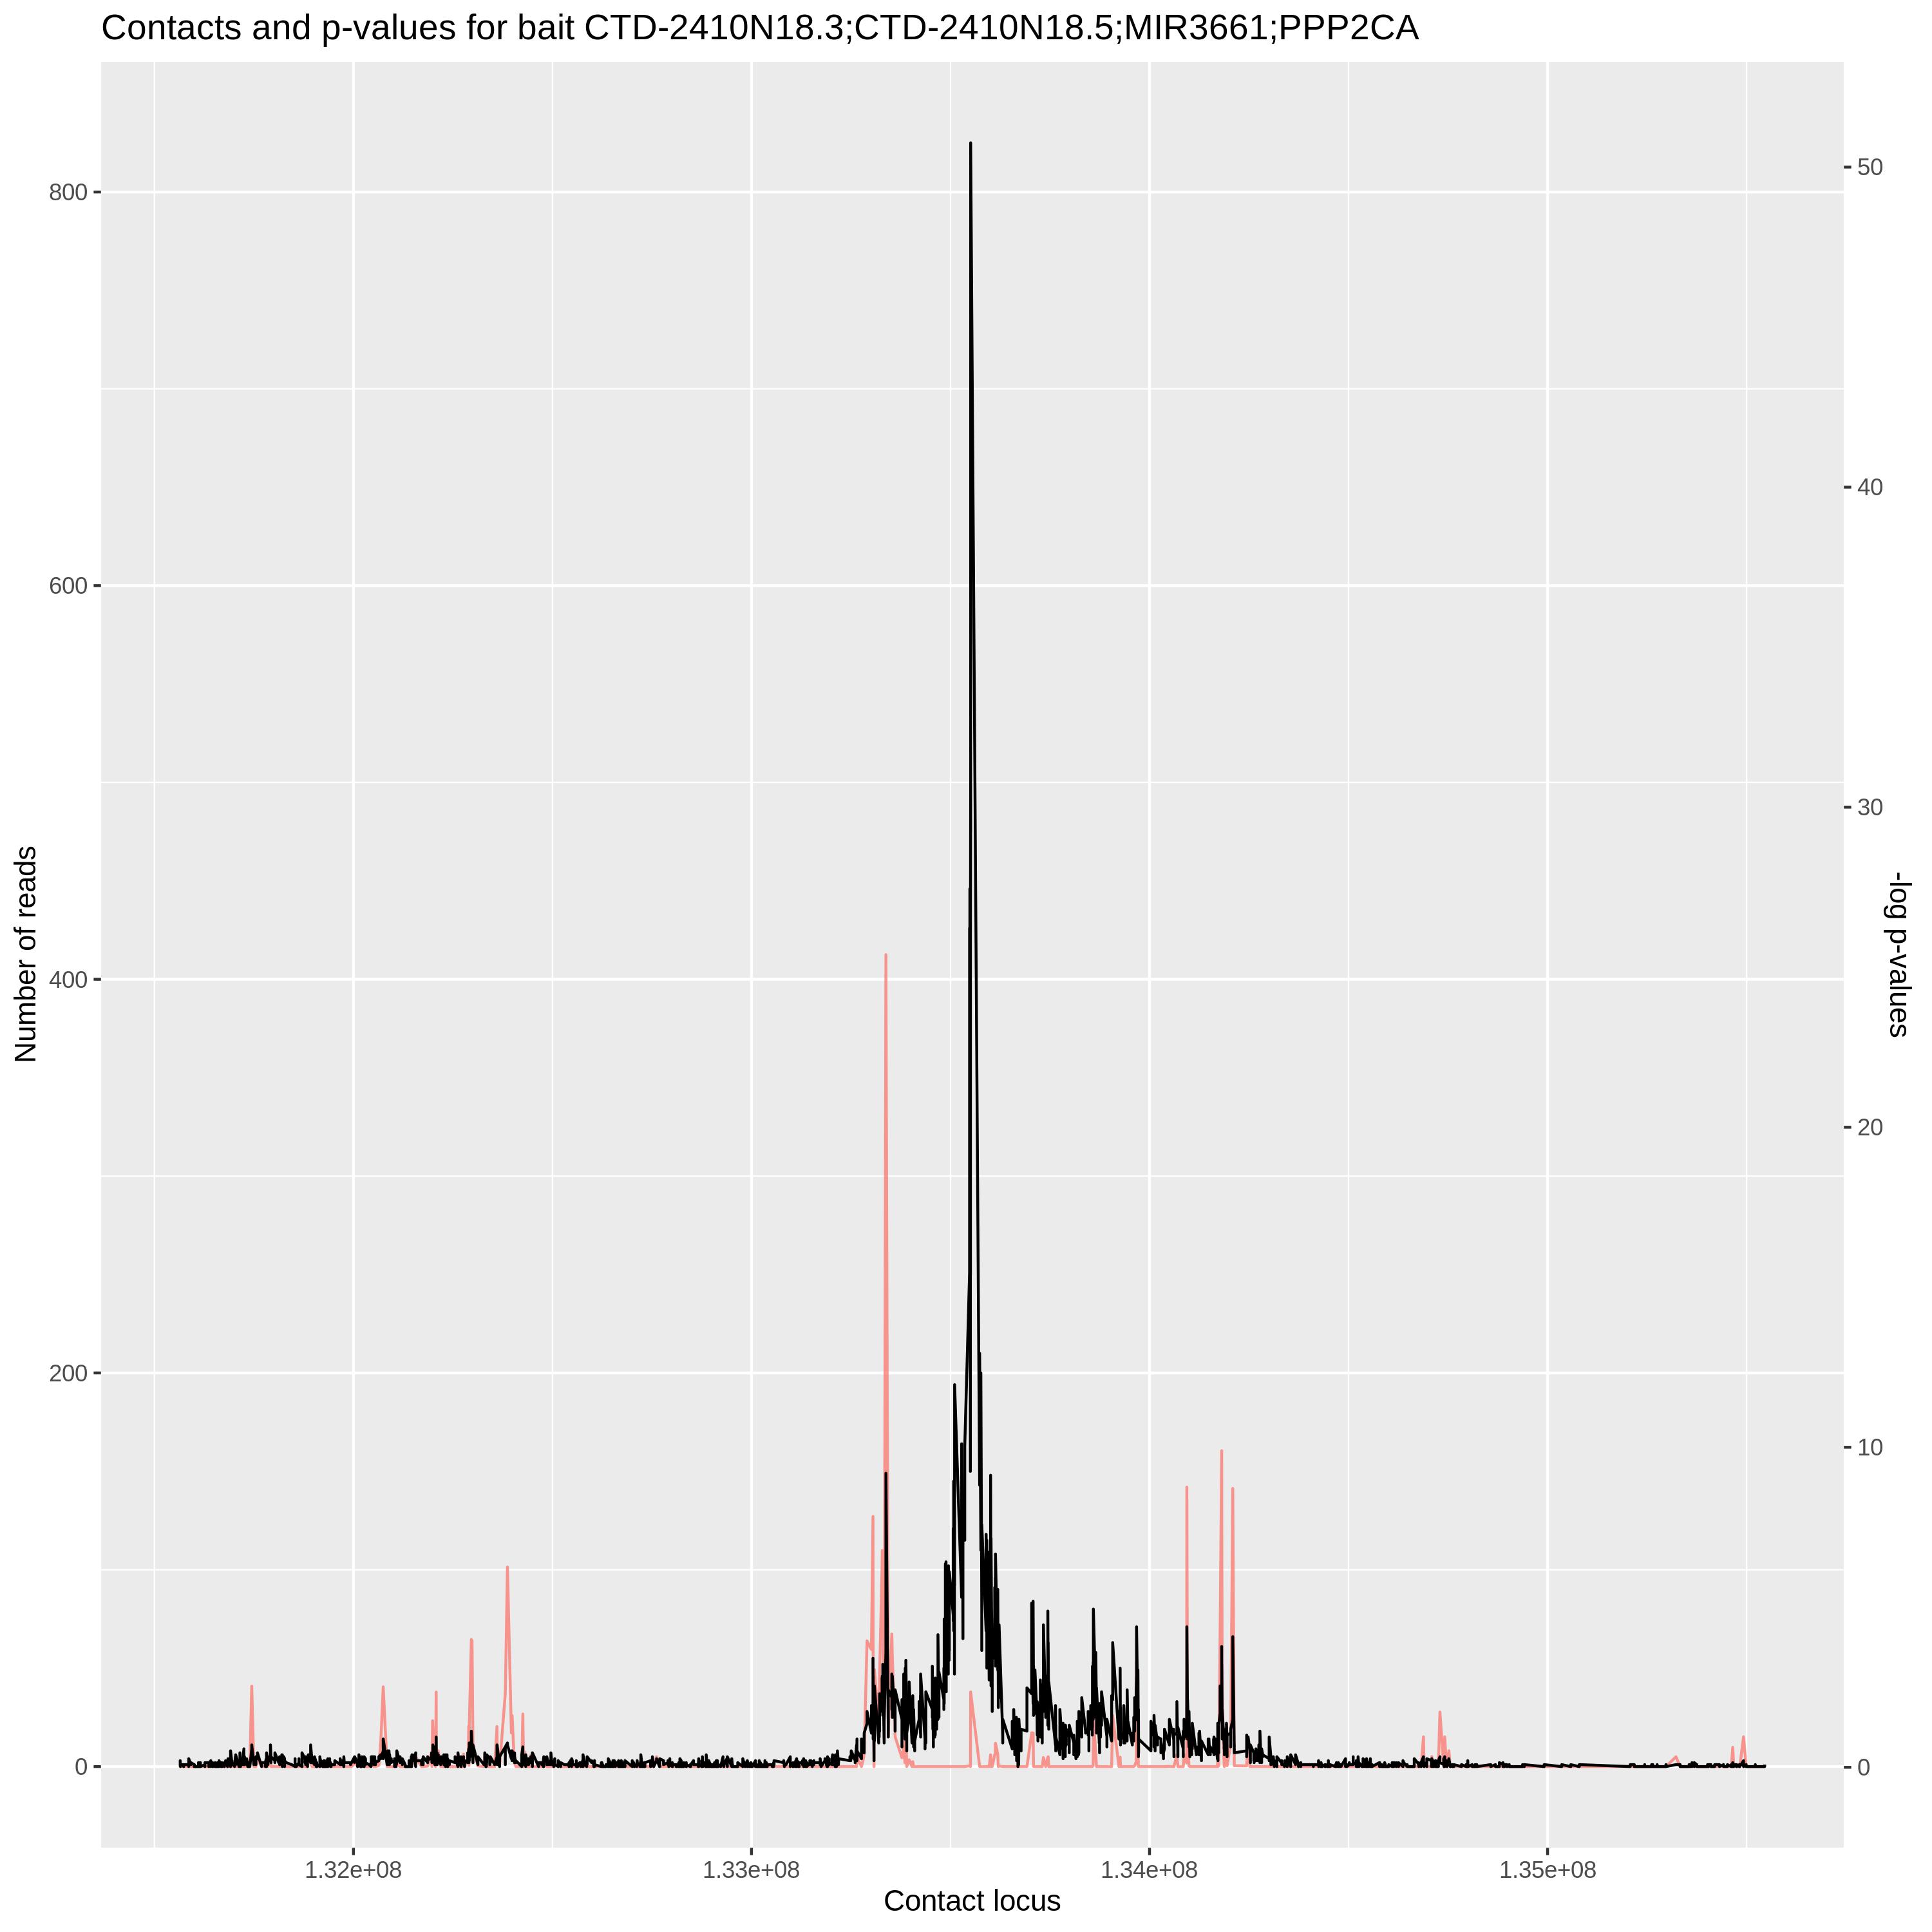 Contacts and p-values for bait CTD-2410N18.3;CTD-2410N18.5;MIR3661;PPP2CA
800
600
400
200
0
Number of reads
50
40
30
20
10
0
-log p-values
1.32e+08
1.33e+08
1.34e+08
1.35e+08
Contact locus